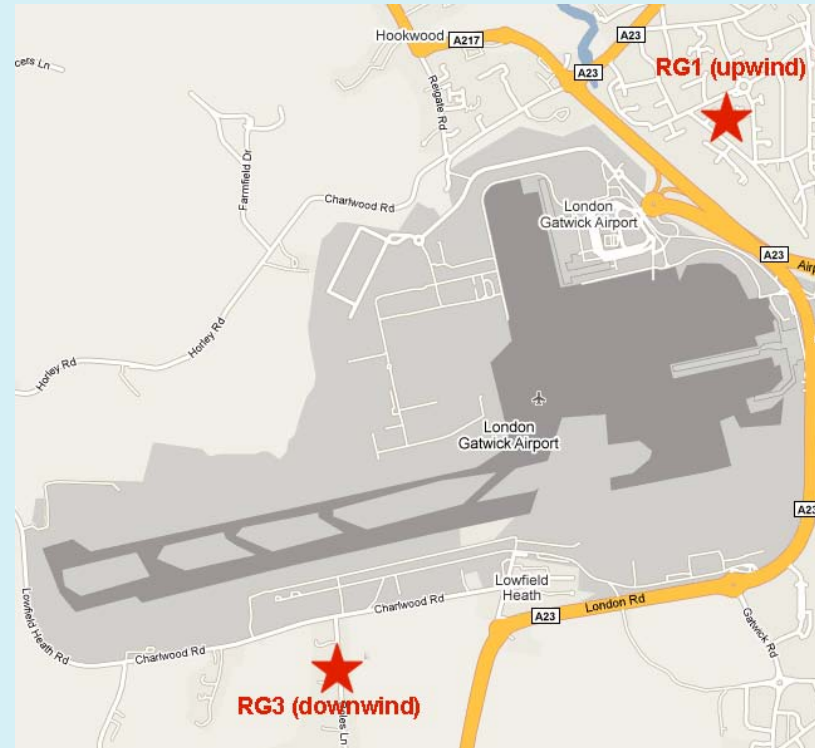 Hookwood
A217
A23
A23
RG1 (upwind)
Reigate Rd
Farmfield Dr
Charlwood Rd
London
Gatwick Airport
A23
Horley Rd
Horley Rd
London
Gatwick Airport
A23
Lowfield
Heath
Charlwood Rd
A23
London Rd
Gatwick Rd
Lowfield Heath Rd
Charlwood Rd
RG3 (downwind)